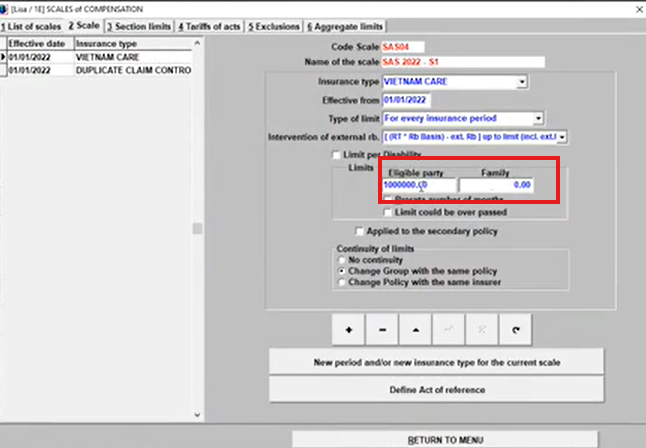 [Lisa / 1E] SCALES of COMPENSATION
1 List of scales 2 Scale 3 Section limits 4 Tariffs of acts 5 Exclusions 6 Aggregate limits
Effective date Insurance type
01/01/2022 VIETNAM CARE
01/01/2022 DUPLICATE CLAIM CONTRO
Code Scale SAS04
Name of the scale SAS 2022 - S1
Insurance type VIETNAM CARE
Effective from 01/01/2022
Type of limit For every insurance period
Intervention of external rb. [ (RT * Rb Basis) - ext. Rb ] up to limit (incl. ext.
Limit per Disability
Limits
Eligible party Family
1000000.00 0.00
Prorata number of months
Limit could be over passed
Applied to the secondary policy
Continuity of limits
No continuity
Change Group with the same policy
Change Policy with the same insurer
New period and/or new insurance type for the current scale
Define Act of reference
RETURN TO MENU